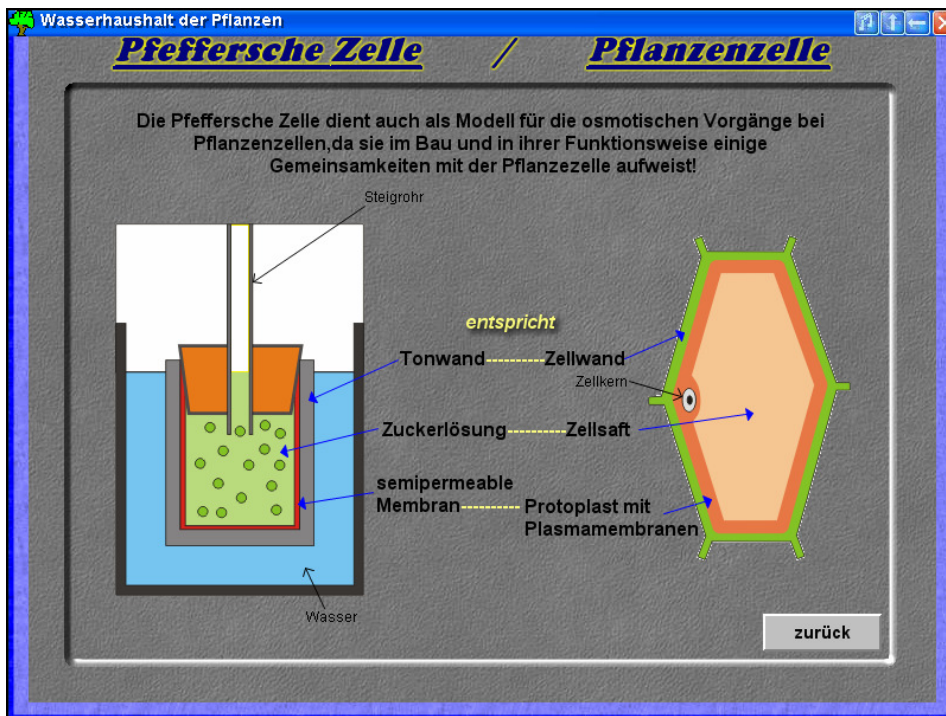 Wasserhaushalt der Pflanzen
Pfeffersche Zelle / Pflanzenzelle
Die Pfeffersche Zelle dient auch als Modell für die osmotischen Vorgänge bei
Pflanzenzellen,da sie im Bau und in ihrer Funktionsweise einige
Gemeinsamkeiten mit der Pflanzezelle aufweist!
Steigrohr
entspricht
Tonwand----------Zellwand
Zellkern
Zuckerlösung----------Zellsaft
semipermeable
Membran---------- Protoplast mit
Plasmamembranen
Wasser
zurück